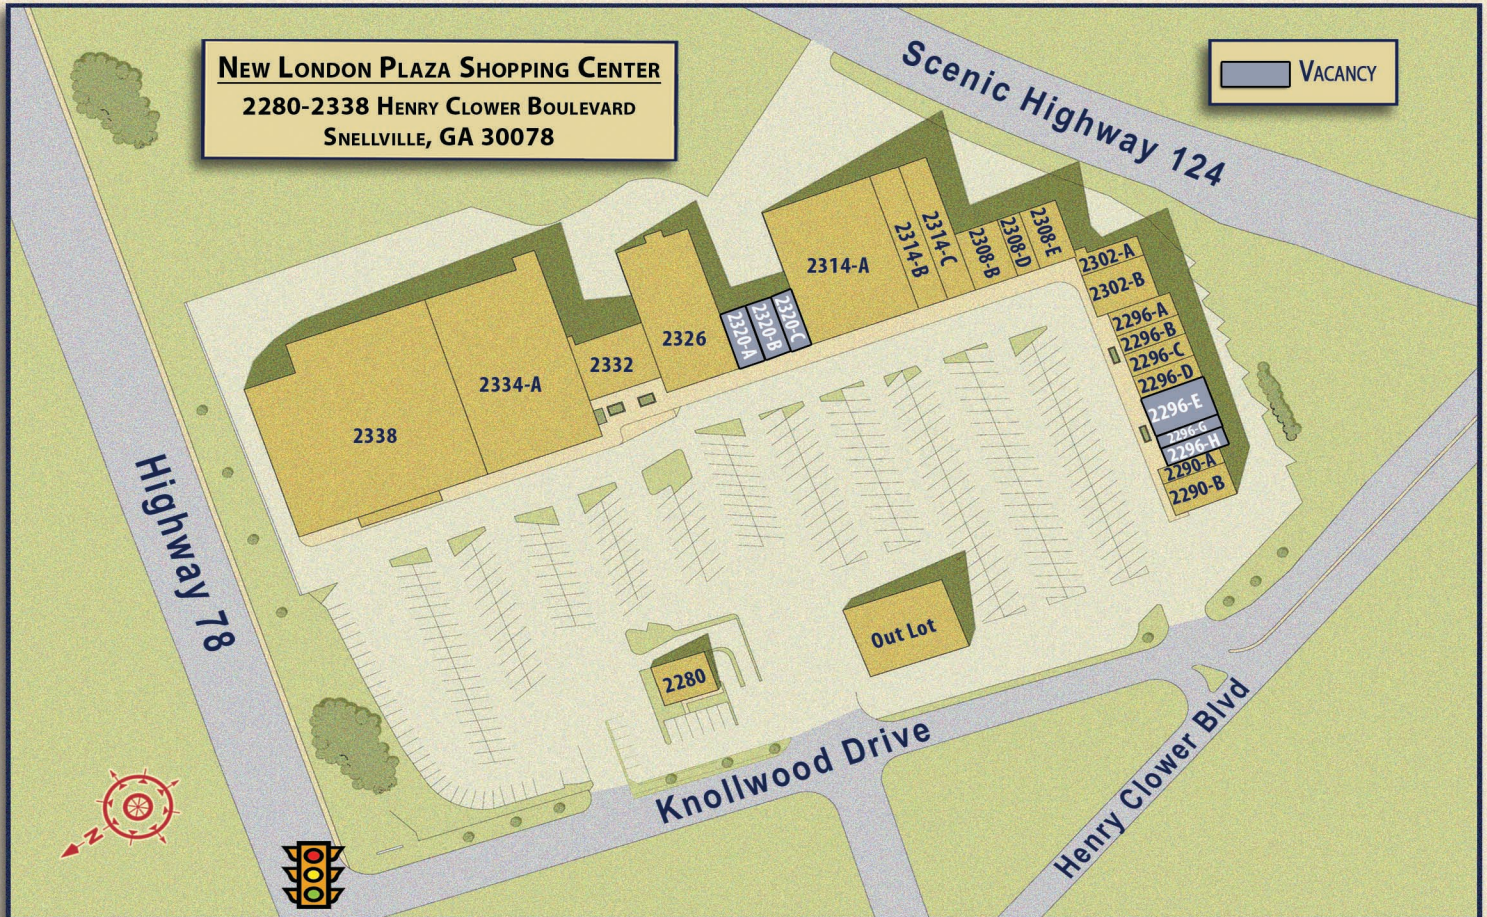 New London Plaza Shopping Center
2280-2338 Henry Clower Boulevard
Snellville, GA 30078
Vacancy
Scenic Highway 124
Highway 78
Knollwood Drive
Henry Clower Blvd
N
2338
2334-A
2332
2326
2320-A
2320-B
2320-C
2314-A
2314-B
2314-C
2308-B
2308-D
2308-E
2302-A
2302-B
2296-A
2296-B
2296-C
2296-D
2296-E
2296-G
2296-H
2290-A
2290-B
Out Lot
2280